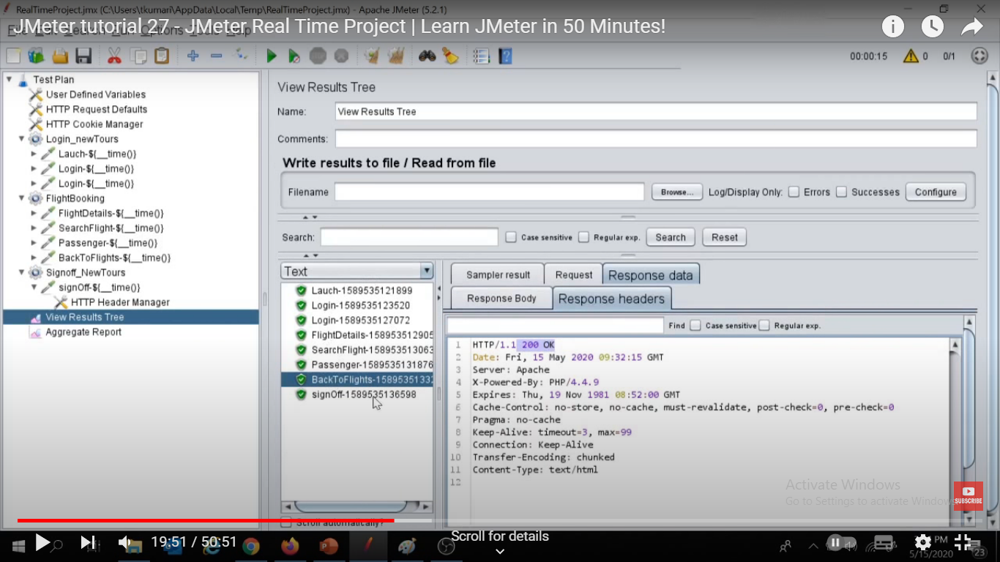 RealTimeProject.jmx (C:\Users\tkumari\AppData\Local\Temp\RealTimeProject.jmx) - Apache JMeter (5.2.1)
JMeter tutorial 27 - JMeter Real Time Project | Learn JMeter in 50 Minutes!
00:00:15
0
0/1
Test Plan
User Defined Variables
HTTP Request Defaults
HTTP Cookie Manager
Login_newTours
Lauch-${__time()}
Login-${__time()}
Login-${__time()}
FlightBooking
FlightDetails-${__time()}
SearchFlight-${__time()}
Passenger-${__time()}
BackToFlights-${__time()}
Signoff_NewTours
signOff-${__time()}
HTTP Header Manager
View Results Tree
Aggregate Report
View Results Tree
Name: View Results Tree
Comments:
Write results to file / Read from file
Filename Browse... Log/Display Only: Errors Successes Configure
Search: Case sensitive Regular exp. Search Reset
Text
Lauch-1589535121899
Login-1589535123520
Login-1589535127072
FlightDetails-158953512905
SearchFlight-15895351306
Passenger-1589535131876
BackToFlights-1589535133
signOff-1589535136598
Scroll automatically?
Sampler result Request Response data
Response Body Response headers
Find Case sensitive Regular exp.
1 HTTP/1.1 200 OK
2 Date: Fri, 15 May 2020 09:32:15 GMT
3 Server: Apache
4 X-Powered-By: PHP/4.4.9
5 Expires: Thu, 19 Nov 1981 08:52:00 GMT
6 Cache-Control: no-store, no-cache, must-revalidate, post-check=0, pre-check=0
7 Pragma: no-cache
8 Keep-Alive: timeout=3, max=99
9 Connection: Keep-Alive
10 Transfer-Encoding: chunked
11 Content-Type: text/html
12
Activate Windows
Go to Settings to activate Windows
SUBSCRIBE
19:51 / 50:51
Scroll for details
PM
5/15/2020
23